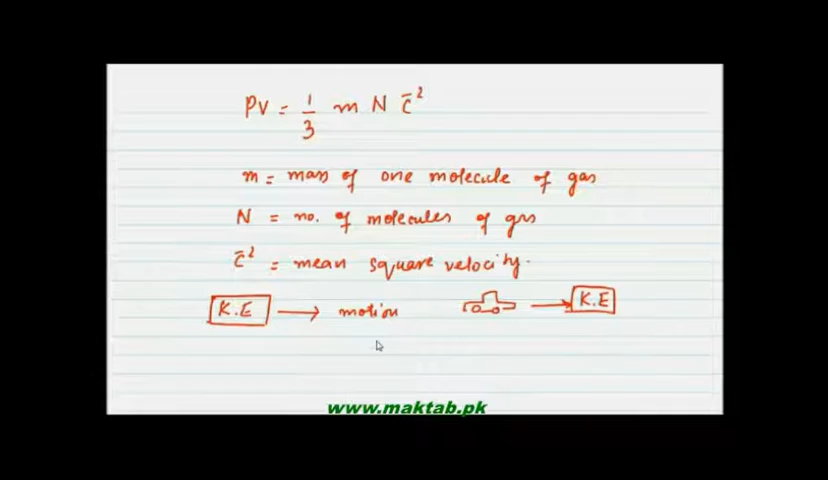 PV = 1/3 m N c̄²
m = mass of one molecule of gas
N = no. of molecules of gas
c̄² = mean square velocity.
K.E → motion → K.E
www.maktab.pk